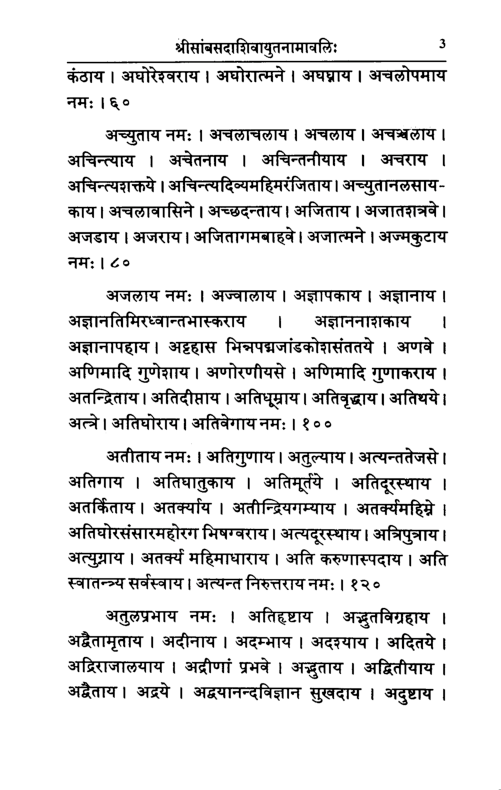 श्रीसांबसदाशिवायुतनामावलिः 3
कंठाय । अघोरेश्वराय । अघोरात्मने । अघघ्नाय । अचलोपमाय
नमः । ६०
अच्युताय नमः । अचलाचलाय । अचलाय । अचञ्चलाय ।
अचिन्त्याय । अचेतनाय । अचिन्तनीयाय । अचराय ।
अचिन्त्यशक्तये । अचिन्त्यदिव्यमहिमरंजिताय । अच्युतानलसाय-
काय । अचलावासिने । अच्छदन्ताय । अजिताय । अजातशत्रवे ।
अजडाय । अजराय । अजितागमबाहवे । अजात्मने । अज्मकुटाय
नमः । ८०
अजलाय नमः । अज्वालाय । अज्ञापकाय । अज्ञानाय ।
अज्ञानतिमिरध्वान्तभास्कराय । अज्ञाननाशकाय ।
अज्ञानापहाय । अट्टहास भिन्नपद्मजांडकोशसंततये । अणवे ।
अणिमादि गुणेशाय । अणोरणीयसे । अणिमादि गुणाकराय ।
अतन्द्रिताय । अतिदीप्ताय । अतिधूम्राय । अतिवृद्धाय । अतिथये ।
अत्त्रे । अतिघोराय । अतिवेगाय नमः । १००
अतीताय नमः । अतिगुणाय । अतुल्याय । अत्यन्ततेजसे ।
अतिगाय । अतिघातुकाय । अतिमूर्तये । अतिदूरस्थाय ।
अतर्किताय । अतर्क्याय । अतीन्द्रियगम्याय । अतर्क्यमहिम्ने ।
अतिघोरसंसारमहोरग भिषग्वराय । अत्यदूरस्थाय । अत्रिपुत्राय ।
अत्युग्राय । अतर्क्य महिमाधाराय । अति करुणास्पदाय । अति
स्वातन्त्र्य सर्वस्वाय । अत्यन्त निरुत्तराय नमः । १२०
अतुलप्रभाय नमः । अतिहृष्टाय । अद्भुतविग्रहाय ।
अद्वैतामृताय । अदीनाय । अदम्भाय । अदृश्याय । अदितये ।
अद्रिराजालयाय । अद्रीणां प्रभवे । अद्भुताय । अद्वितीयाय ।
अद्वैताय । अद्रये । अद्वयानन्दविज्ञान सुखदाय । अदुष्टाय ।